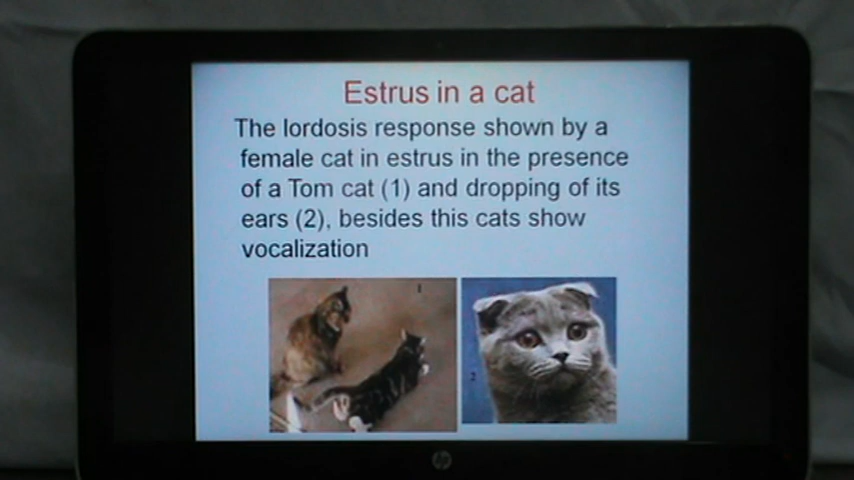 Estrus in a cat
The lordosis response shown by a
female cat in estrus in the presence
of a Tom cat (1) and dropping of its
ears (2), besides this cats show
vocalization
1
2
hp